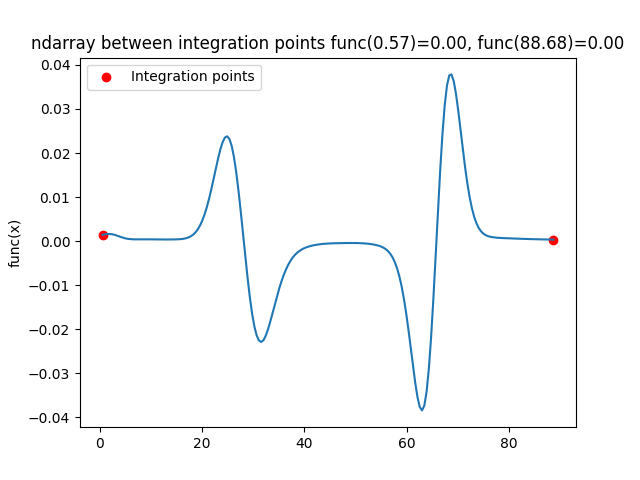 ndarray between integration points func(0.57)=0.00, func(88.68)=0.00
Integration points
func(x)
0.04
0.03
0.02
0.01
0.00
−0.01
−0.02
−0.03
−0.04
0 20 40 60 80